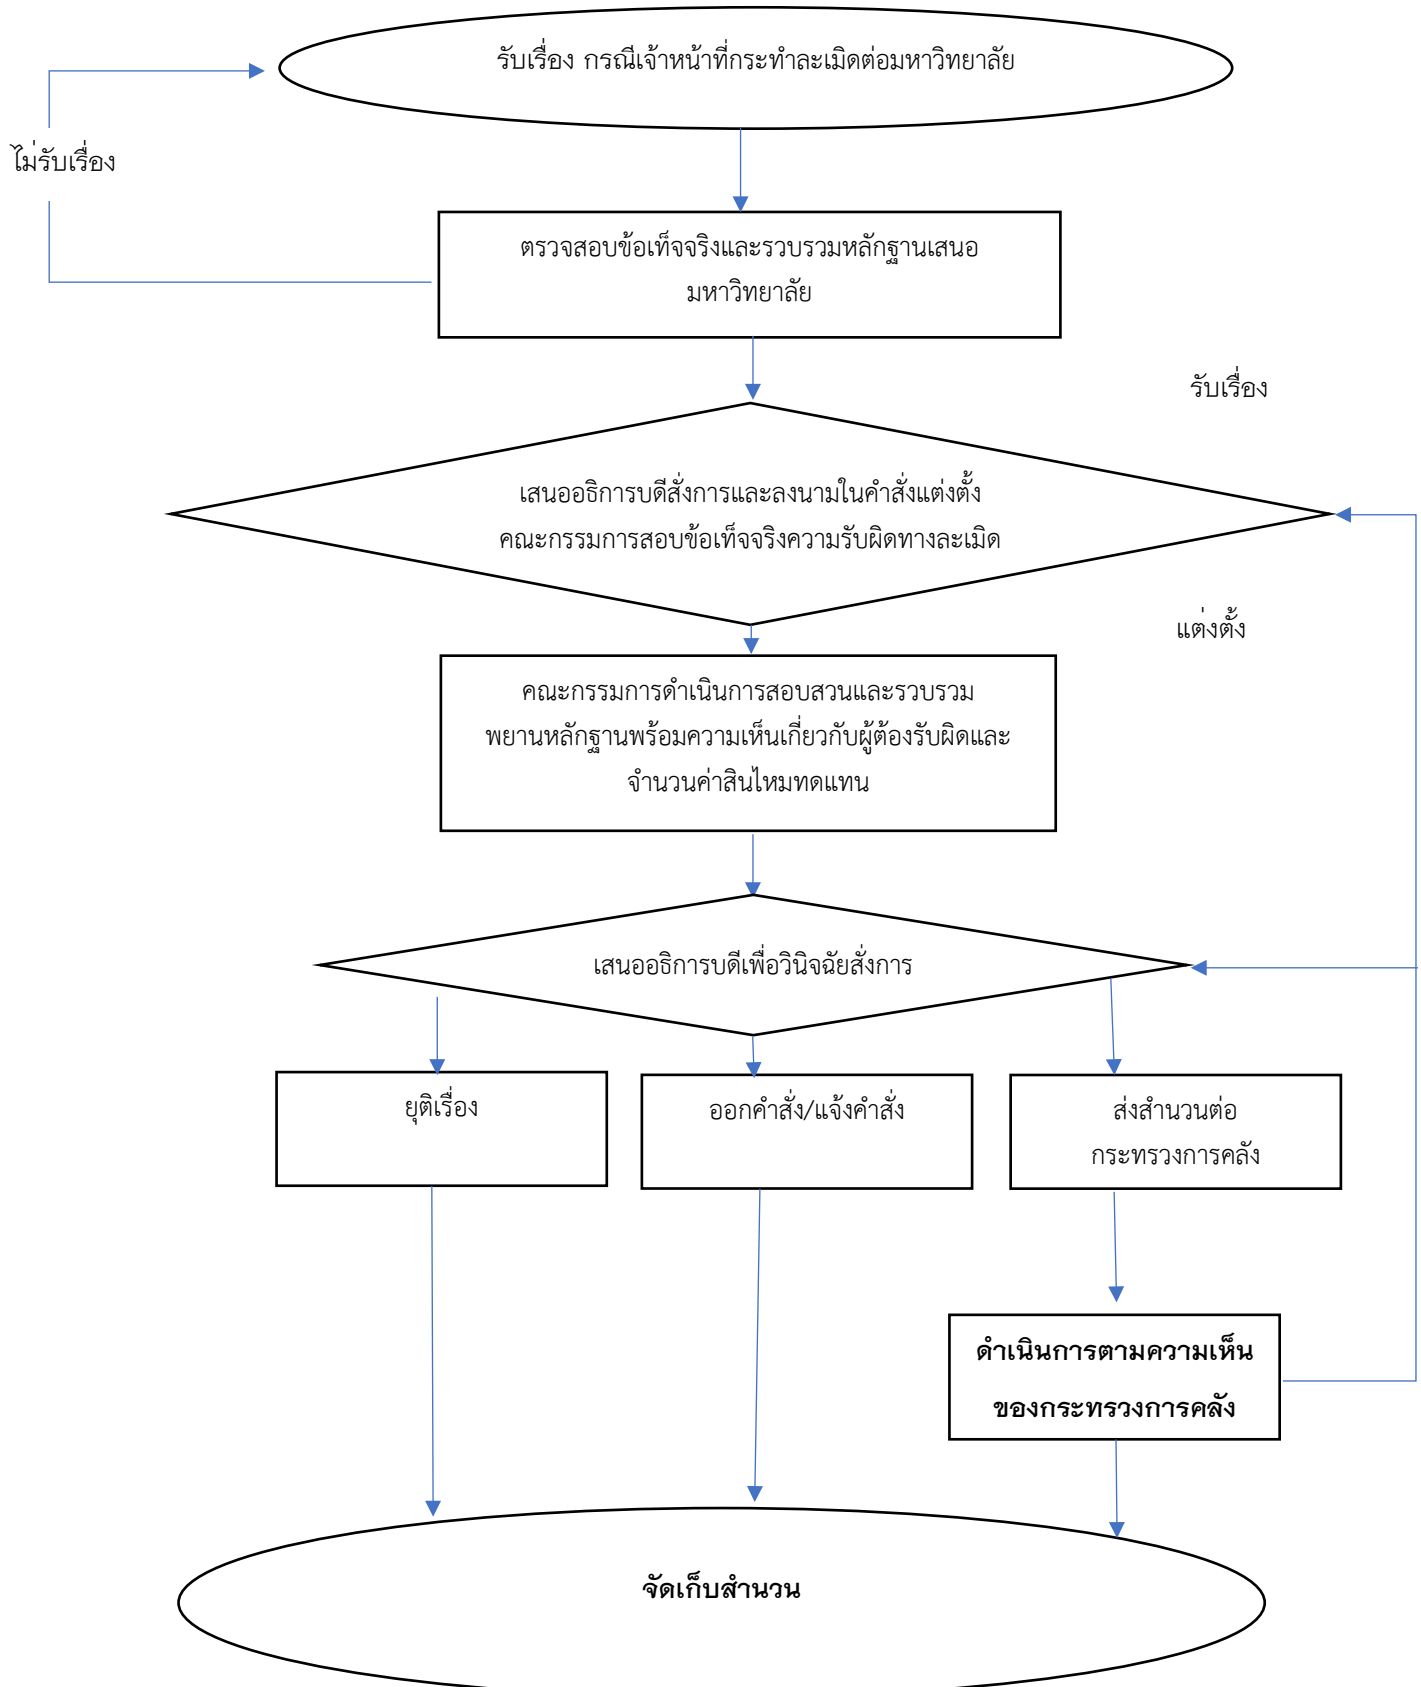 รับเรื่อง กรณีเจ้าหน้าที่กระทำละเมิดต่อมหาวิทยาลัย
ไม่รับเรื่อง
ตรวจสอบข้อเท็จจริงและรวบรวมหลักฐานเสนอ
มหาวิทยาลัย
รับเรื่อง
เสนออธิการบดีสั่งการและลงนามในคำสั่งแต่งตั้ง
คณะกรรมการสอบข้อเท็จจริงความรับผิดทางละเมิด
แต่งตั้ง
คณะกรรมการดำเนินการสอบสวนและรวบรวม
พยานหลักฐานพร้อมความเห็นเกี่ยวกับผู้ต้องรับผิดและ
จำนวนค่าสินไหมทดแทน
เสนออธิการบดีเพื่อวินิจฉัยสั่งการ
ยุติเรื่อง
ออกคำสั่ง/แจ้งคำสั่ง
ส่งสำนวนต่อ
กระทรวงการคลัง
ดำเนินการตามความเห็น
ของกระทรวงการคลัง
จัดเก็บสำนวน